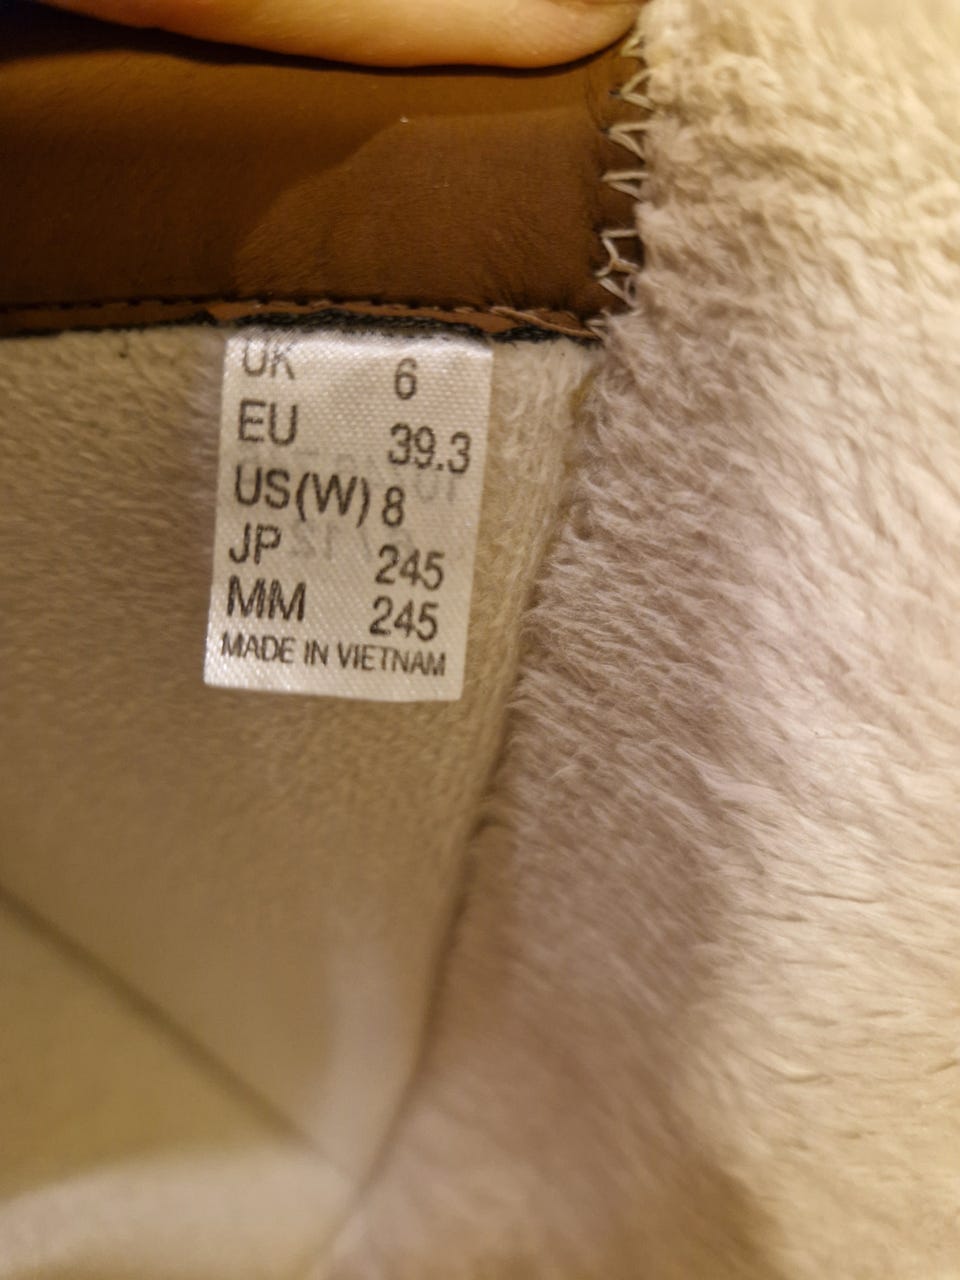 UK 6
EU 39.3
US(W) 8
JP 245
MM 245
MADE IN VIETNAM